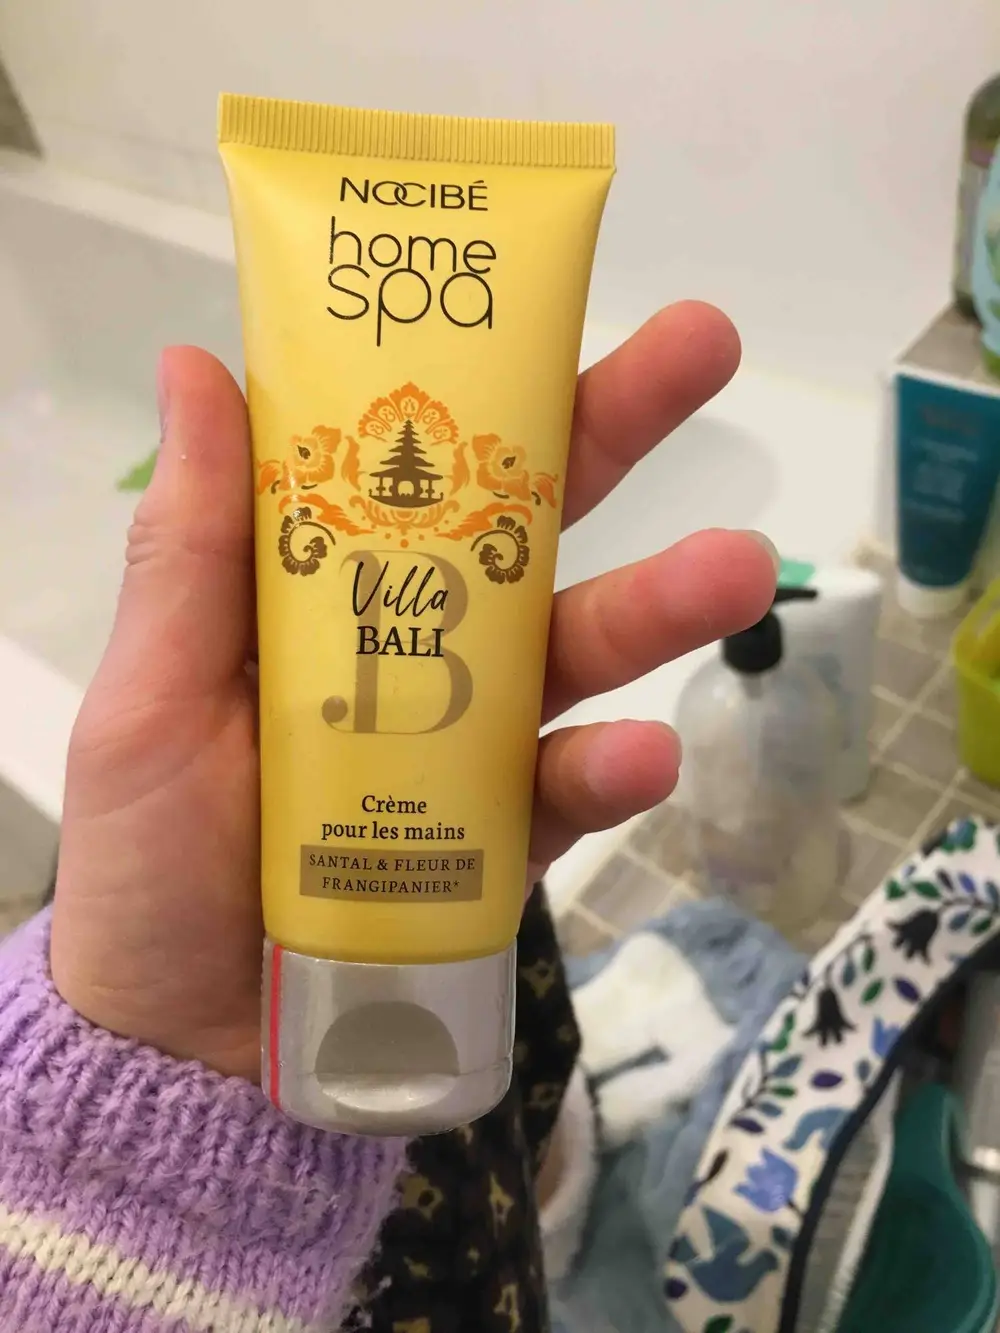 NOCIBÉ
home
spa
B
Villa
BALI
Crème
pour les mains
SANTAL & FLEUR DE
FRANGIPANIER*